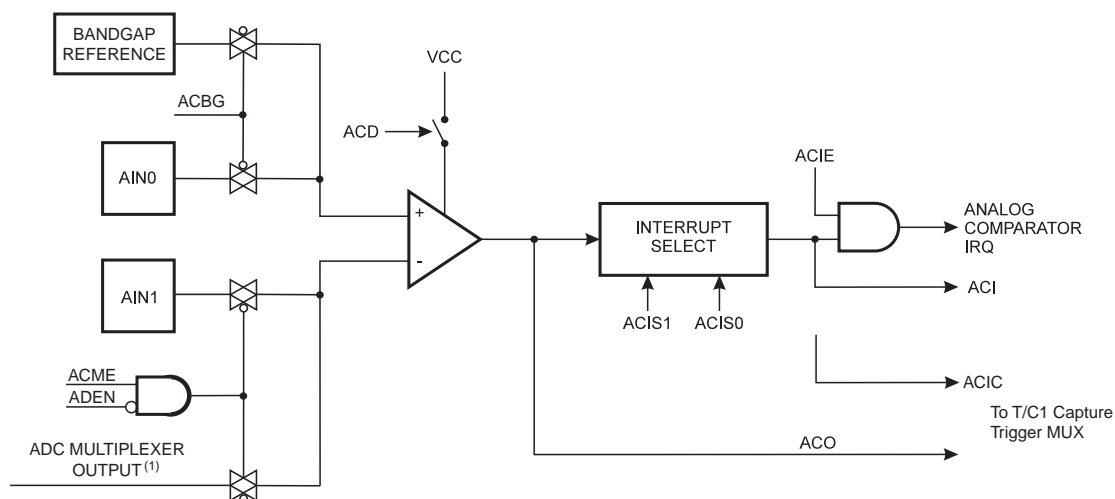 BANDGAP
REFERENCE
VCC
ACBG
ACD
AIN0
ACIE
+
INTERRUPT
SELECT
ANALOG
COMPARATOR
IRQ
-
AIN1
ACI
ACIS1
ACIS0
ACME
ADEN
ACIC
To T/C1 Capture
Trigger MUX
ACO
ADC MULTIPLEXER
OUTPUT (1)